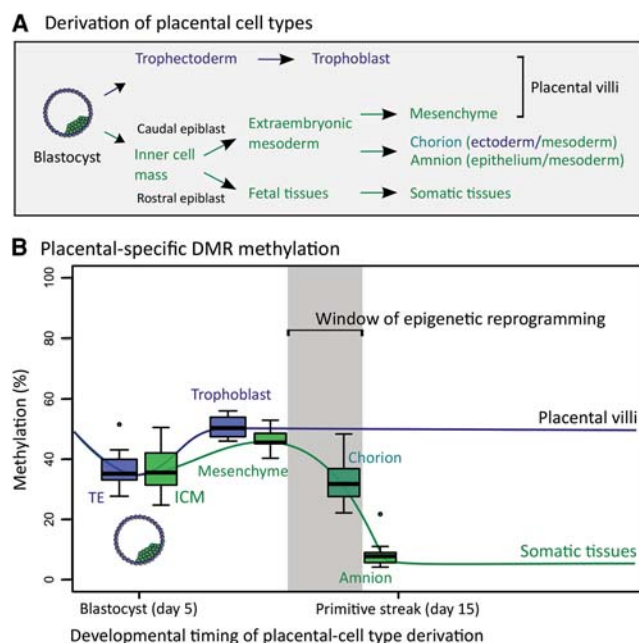 A Derivation of placental cell types
Trophectoderm
Trophoblast
Placental villi
Blastocyst
Caudal epiblast
Inner cell
mass
Rostral epiblast
Extraembryonic
mesoderm
Fetal tissues
Mesenchyme
Chorion (ectoderm/mesoderm)
Amnion (epithelium/mesoderm)
Somatic tissues
B Placental-specific DMR methylation
Methylation (%)
100
80
60
40
20
0
Window of epigenetic reprogramming
Trophoblast
Placental villi
Mesenchyme
Chorion
TE
ICM
Amnion
Somatic tissues
Blastocyst (day 5)
Primitive streak (day 15)
Developmental timing of placental-cell type derivation